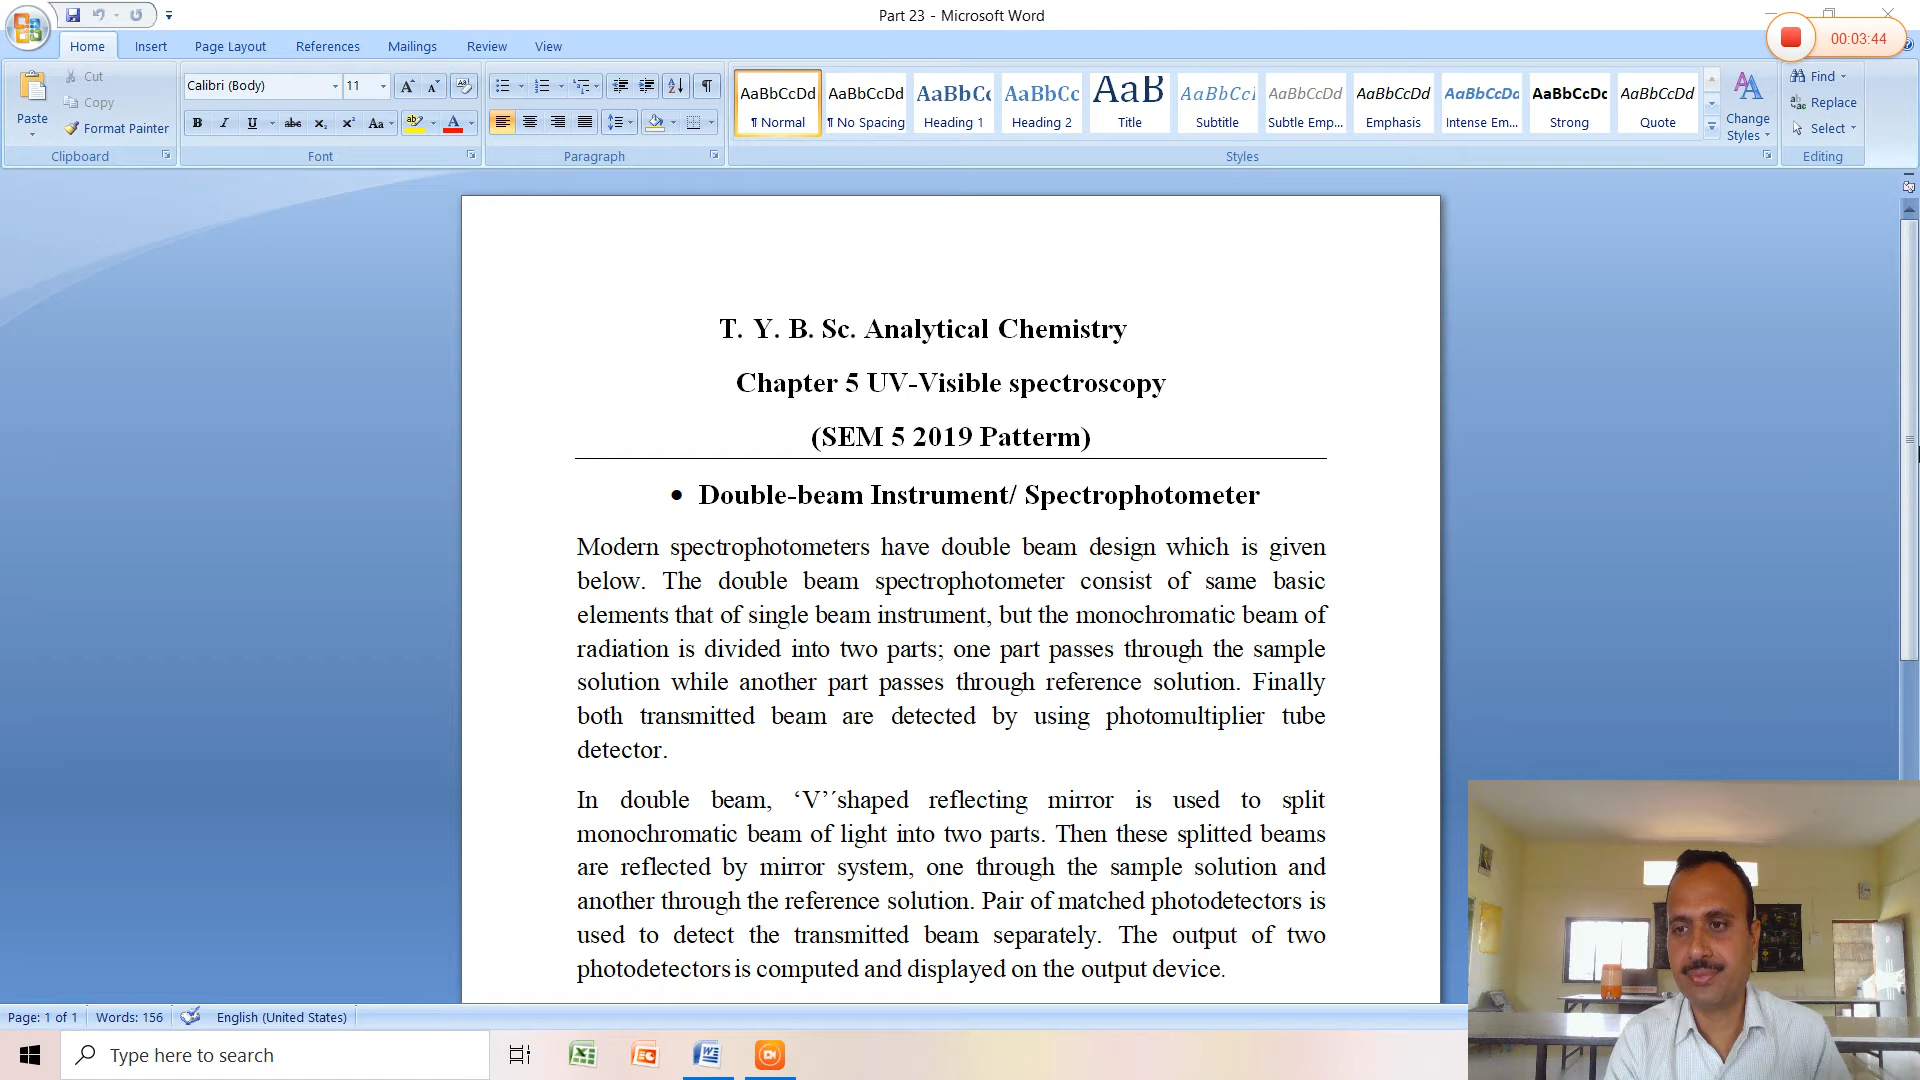 Part 23 - Microsoft Word
00:03:44
Home Insert Page Layout References Mailings Review View
Paste
Cut
Copy
Format Painter
Clipboard
Calibri (Body) 11
Font
Paragraph
AaBbCcDd AaBbCcDd AaBbCc AaBbCc AaB AaBbCcl AaBbCcDd AaBbCcDd AaBbCcDd AaBbCcDc AaBbCcDd
¶ Normal ¶ No Spacing Heading 1 Heading 2 Title Subtitle Subtle Emp... Emphasis Intense Em... Strong Quote
Styles
Change
Styles
Find
Replace
Select
Editing
T. Y. B. Sc. Analytical Chemistry
Chapter 5 UV-Visible spectroscopy
(SEM 5 2019 Patterm)
• Double-beam Instrument/ Spectrophotometer
Modern spectrophotometers have double beam design which is given
below. The double beam spectrophotometer consist of same basic
elements that of single beam instrument, but the monochromatic beam of
radiation is divided into two parts; one part passes through the sample
solution while another part passes through reference solution. Finally
both transmitted beam are detected by using photomultiplier tube
detector.
In double beam, ‘V’´shaped reflecting mirror is used to split
monochromatic beam of light into two parts. Then these splitted beams
are reflected by mirror system, one through the sample solution and
another through the reference solution. Pair of matched photodetectors is
used to detect the transmitted beam separately. The output of two
photodetectors is computed and displayed on the output device.
Page: 1 of 1 Words: 156 English (United States)
Type here to search